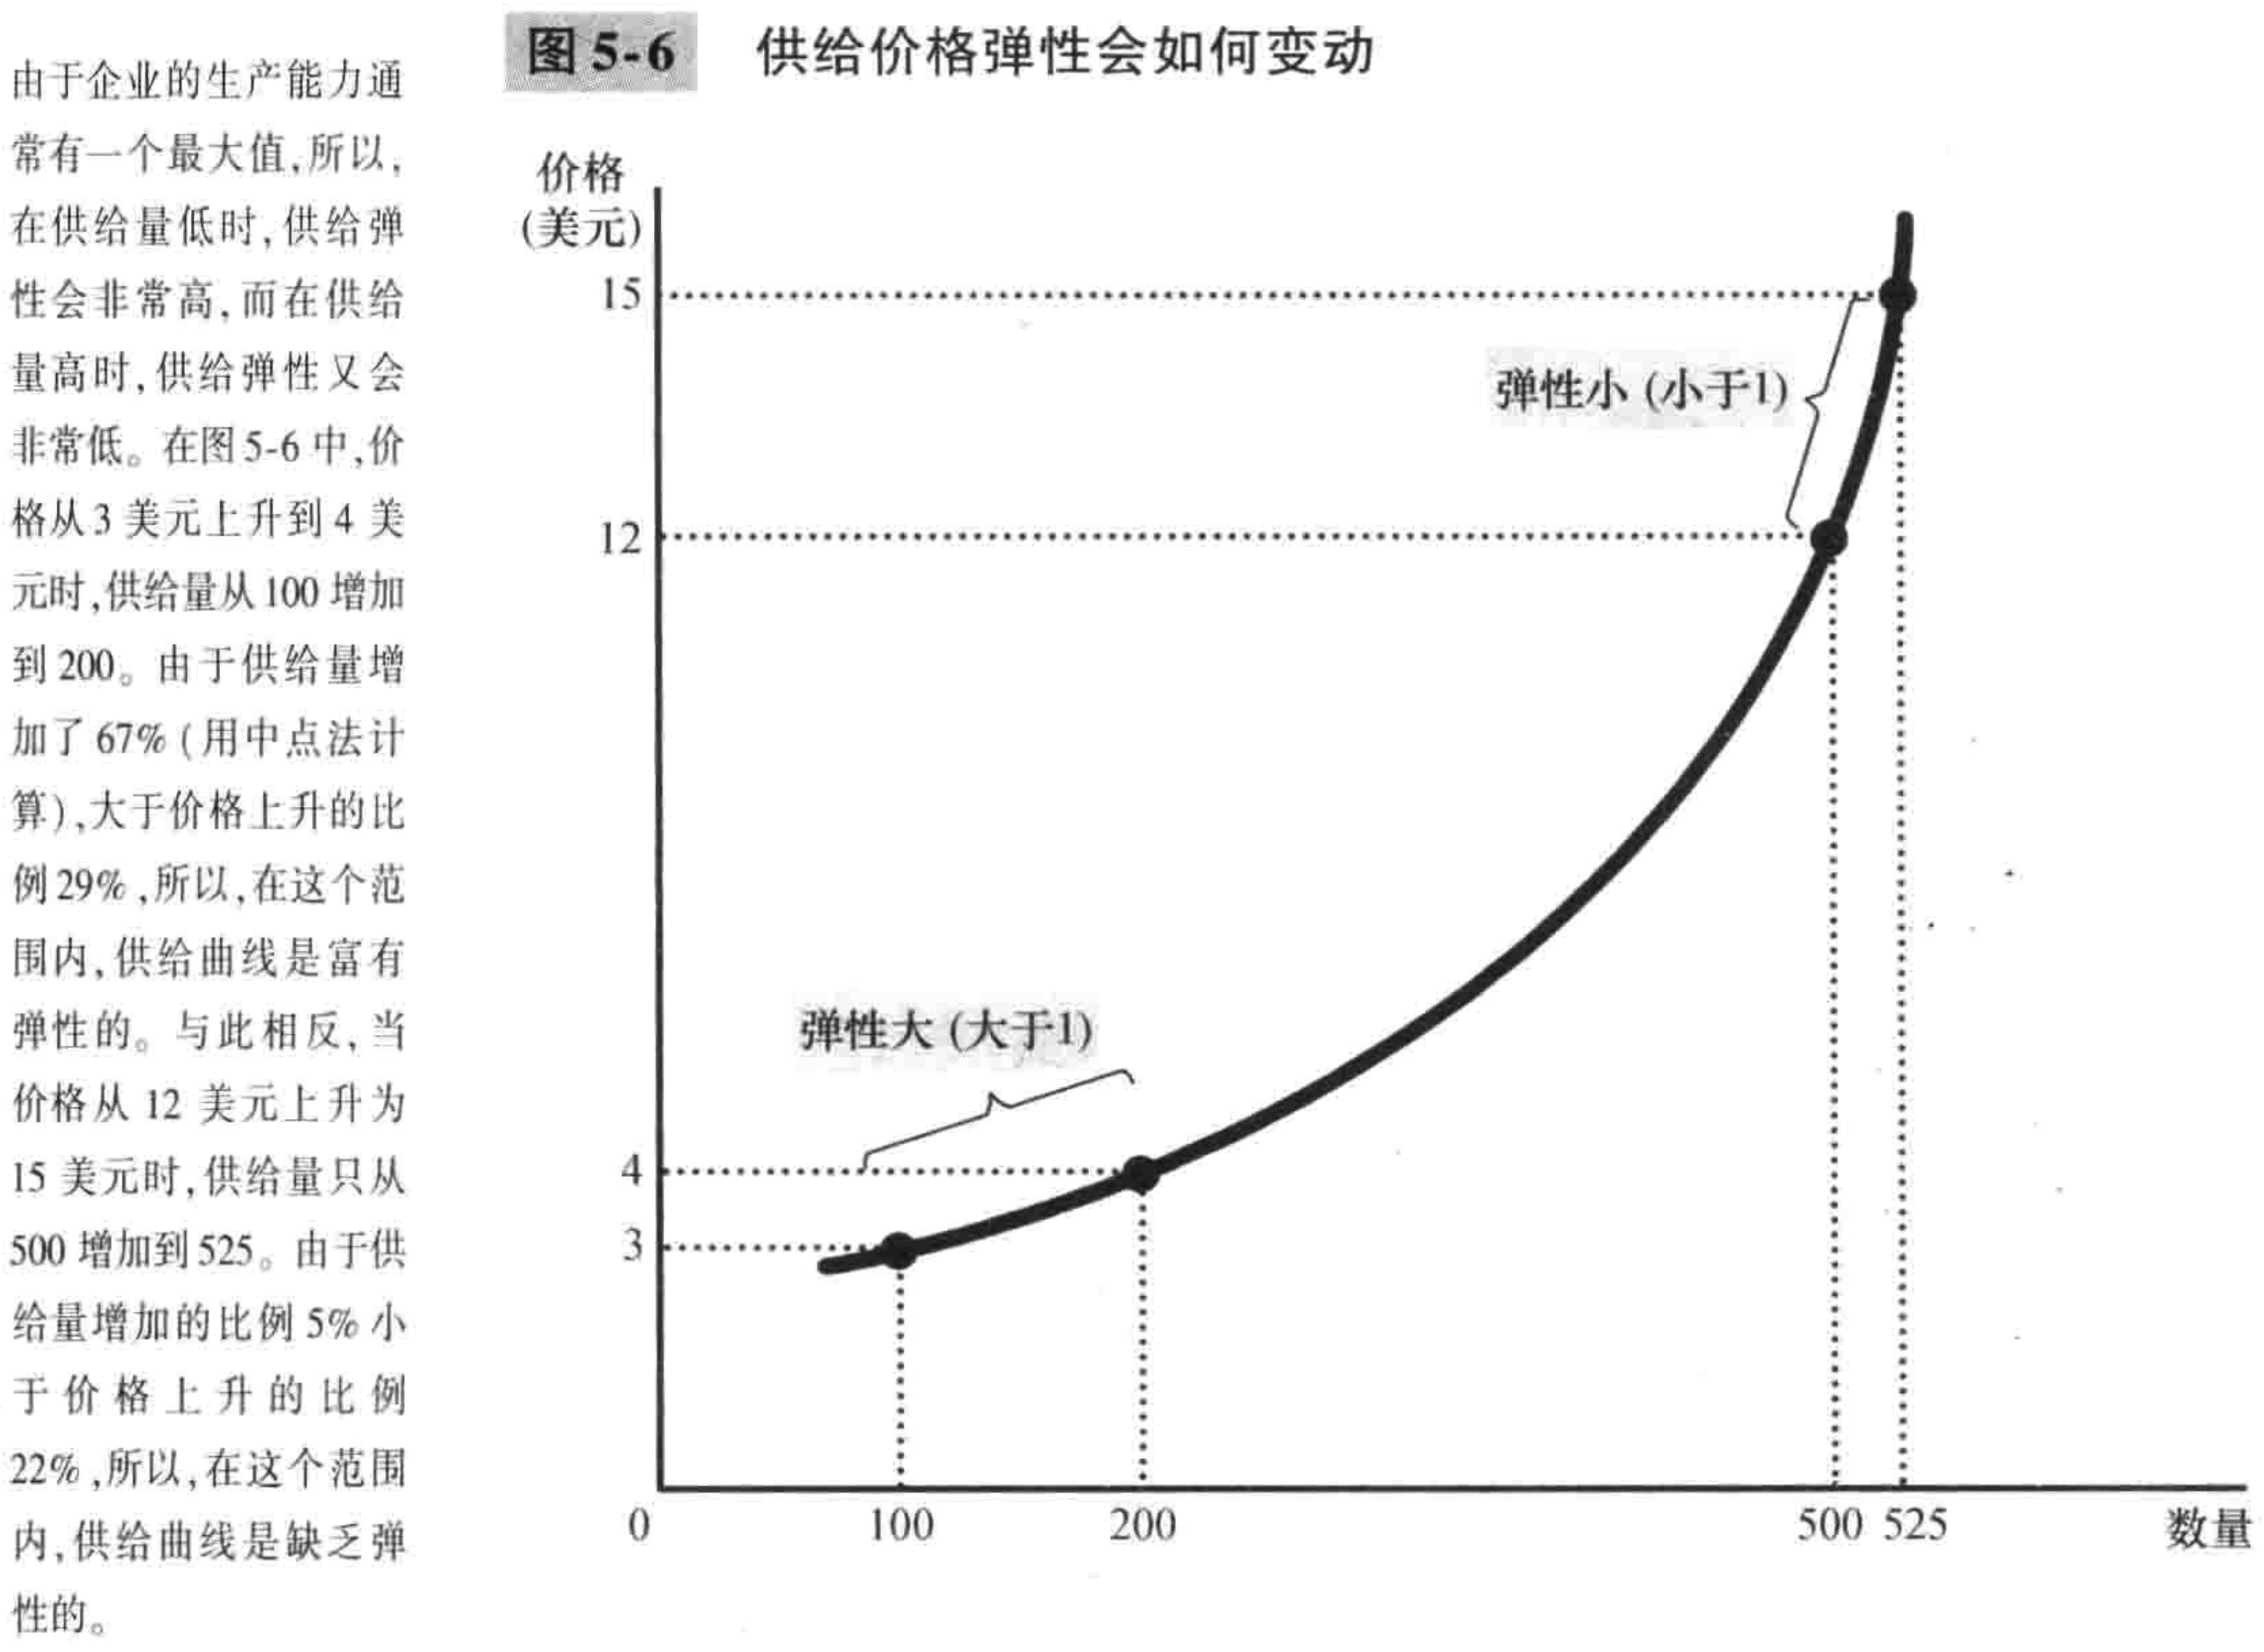 图5-6 供给价格弹性会如何变动
由于企业的生产能力通
常有一个最大值,所以,
在供给量低时,供给弹
性会非常高,而在供给
量高时,供给弹性又会
非常低。在图5-6中,价
格从3美元上升到4美
元时,供给量从100增加
到200。由于供给量增
加了67%(用中点法计
算),大于价格上升的比
例29%,所以,在这个范
围内,供给曲线是富有
弹性的。与此相反,当
价格从12美元上升为
15美元时,供给量只从
500增加到525。由于供
给量增加的比例5%小
于价格上升的比例
22%,所以,在这个范围
内,供给曲线是缺乏弹
性的。
价格
(美元)
15
弹性小(小于1)
12
弹性大(大于1)
4
3
0 100 200 500 525 数量